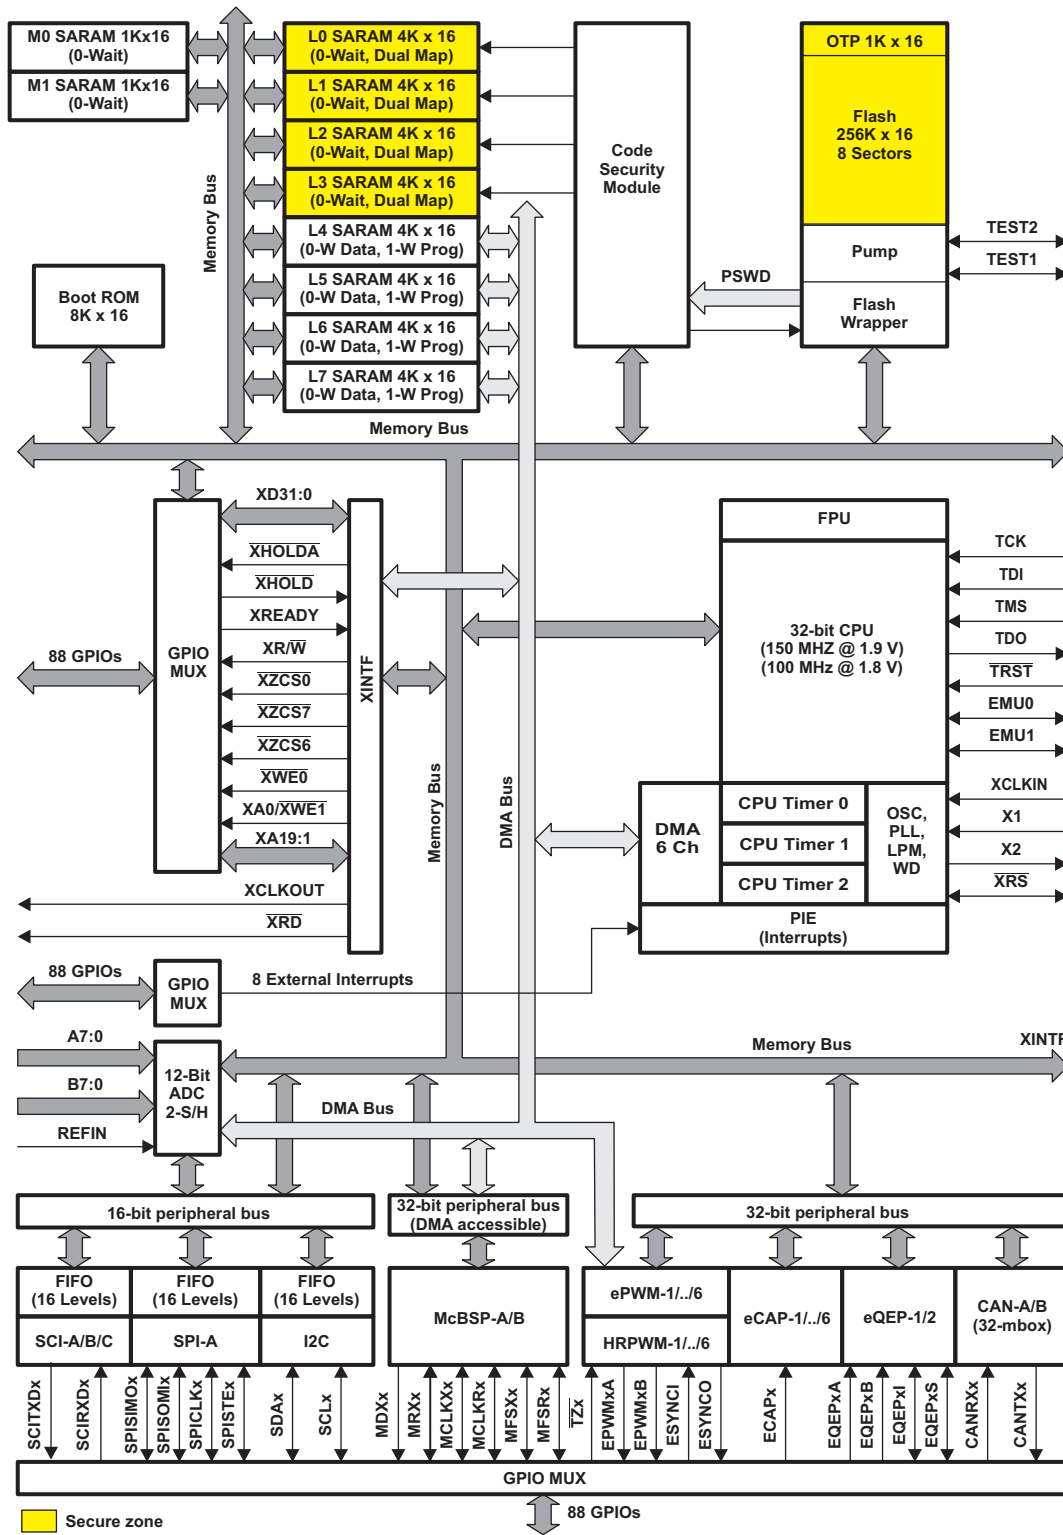 M0 SARAM 1Kx16
(0-Wait)
M1 SARAM 1Kx16
(0-Wait)
L0 SARAM 4K x 16
(0-Wait, Dual Map)
L1 SARAM 4K x 16
(0-Wait, Dual Map)
L2 SARAM 4K x 16
(0-Wait, Dual Map)
L3 SARAM 4K x 16
(0-Wait, Dual Map)
L4 SARAM 4K x 16
(0-W Data, 1-W Prog)
L5 SARAM 4K x 16
(0-W Data, 1-W Prog)
L6 SARAM 4K x 16
(0-W Data, 1-W Prog)
L7 SARAM 4K x 16
(0-W Data, 1-W Prog)
Memory Bus
Boot ROM
8K x 16
Code
Security
Module
OTP 1K x 16
Flash
256K x 16
8 Sectors
Pump
Flash
Wrapper
PSWD
TEST2
TEST1
Memory Bus
XD31:0
XHOLDA
XHOLD
XREADY
XR/W
XZCS0
XZCS7
XZCS6
XWE0
XA0/XWE1
XA19:1
XCLKOUT
XRD
88 GPIOs
GPIO
MUX
XINTF
Memory Bus
DMA Bus
FPU
32-bit CPU
(150 MHZ @ 1.9 V)
(100 MHz @ 1.8 V)
TCK
TDI
TMS
TDO
TRST
EMU0
EMU1
XCLKIN
X1
X2
XRS
DMA
6 Ch
CPU Timer 0
CPU Timer 1
CPU Timer 2
OSC,
PLL,
LPM,
WD
PIE
(Interrupts)
88 GPIOs
GPIO
MUX
8 External Interrupts
A7:0
B7:0
REFIN
12-Bit
ADC
2-S/H
Memory Bus
XINTF
DMA Bus
16-bit peripheral bus
32-bit peripheral bus
(DMA accessible)
32-bit peripheral bus
FIFO
(16 Levels)
FIFO
(16 Levels)
FIFO
(16 Levels)
SCI-A/B/C
SPI-A
I2C
McBSP-A/B
ePWM-1/../6
HRPWM-1/../6
eCAP-1/../6
eQEP-1/2
CAN-A/B
(32-mbox)
SCITXDx
SCIRXDx
SPISIMOx
SPISOMIx
SPICLKx
SPISTEx
SDAx
SCLx
MDXx
MRXx
MCLKXx
MCLKRx
MFSXx
MFSRx
TZx
EPWMxA
EPWMxB
ESYNCI
ESYNCO
ECAPx
EQEPxA
EQEPxB
EQEPxI
EQEPxS
CANRXx
CANTXx
GPIO MUX
88 GPIOs
Secure zone